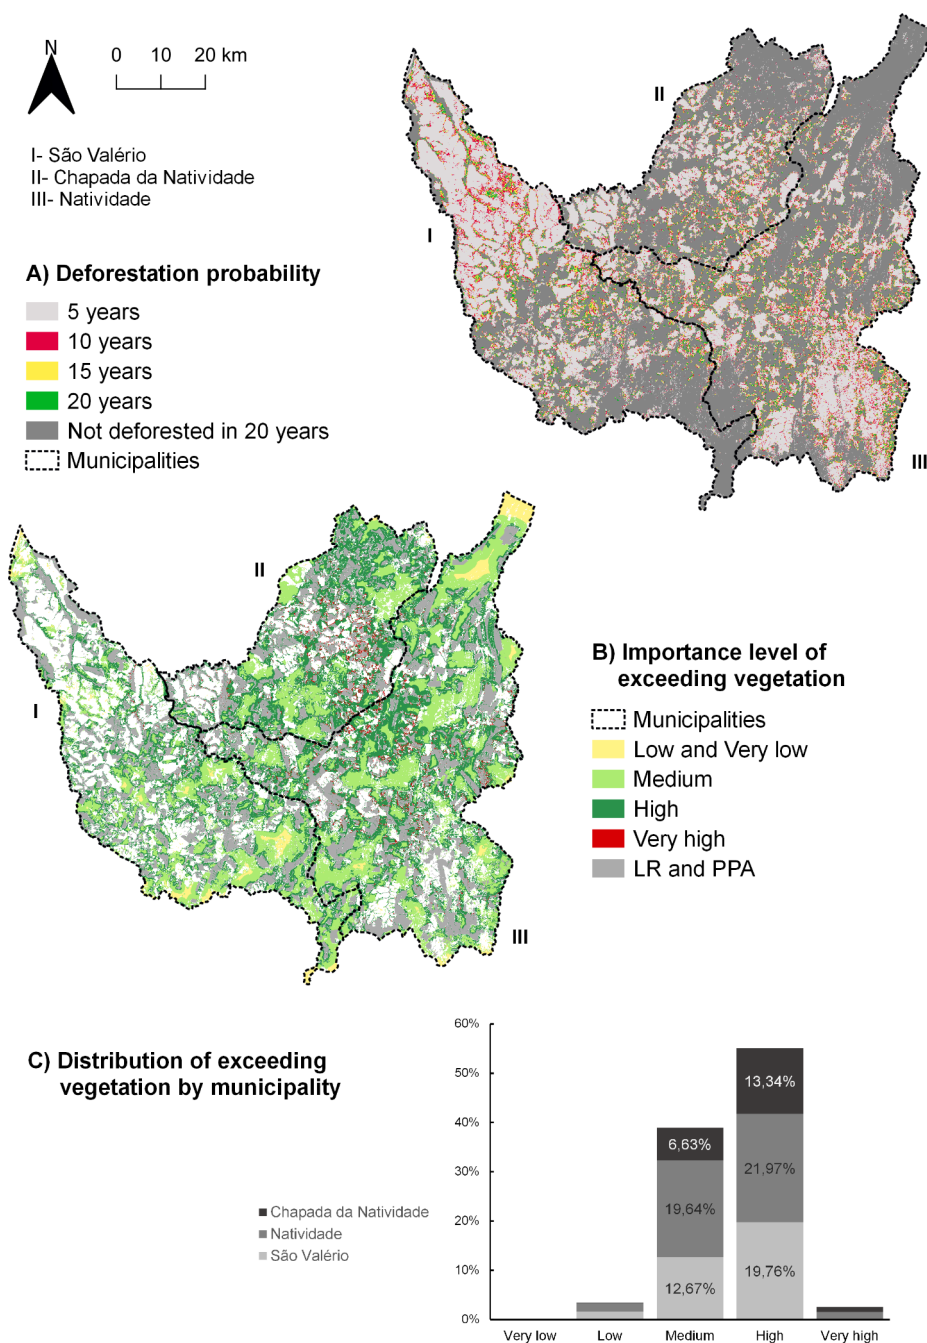 N
0 10 20 km
I- São Valério
II- Chapada da Natividade
III- Natividade
A) Deforestation probability
5 years
10 years
15 years
20 years
Not deforested in 20 years
Municipalities
I
II
III
I
II
III
B) Importance level of
exceeding vegetation
Municipalities
Low and Very low
Medium
High
Very high
LR and PPA
C) Distribution of exceeding
vegetation by municipality
Chapada da Natividade
Natividade
São Valério
60%
50%
40%
30%
20%
10%
0%
6,63%
19,64%
12,67%
13,34%
21,97%
19,76%
Very low Low Medium High Very high